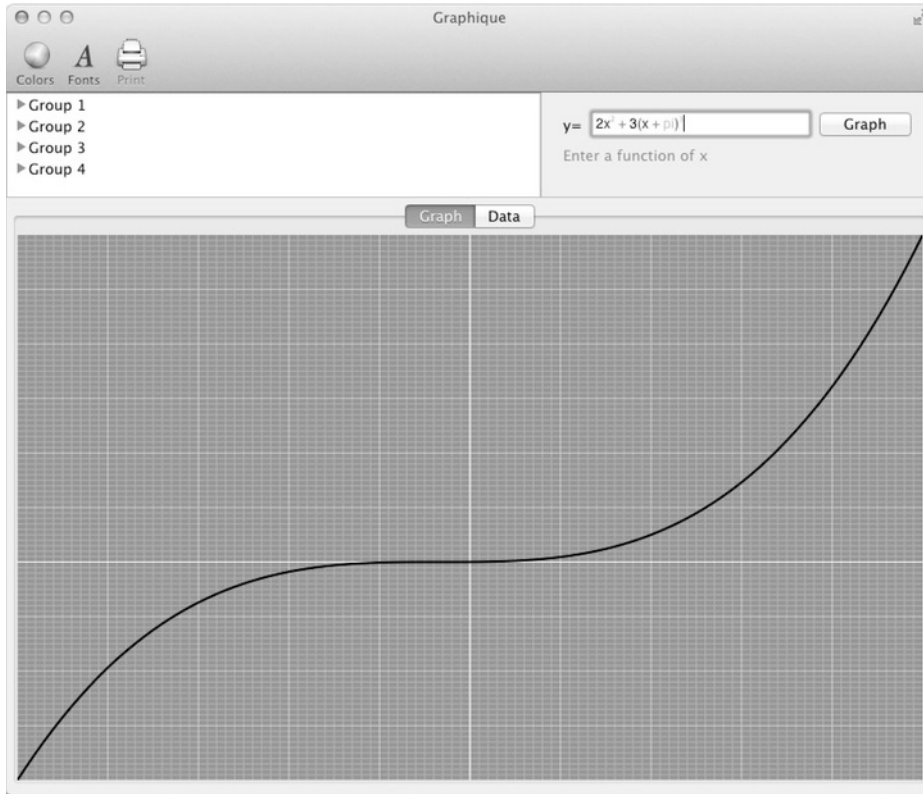 Graphique
Colors Fonts Print
Group 1
Group 2
Group 3
Group 4
y= 2x² + 3(x + pi) Graph
Enter a function of x
Graph Data